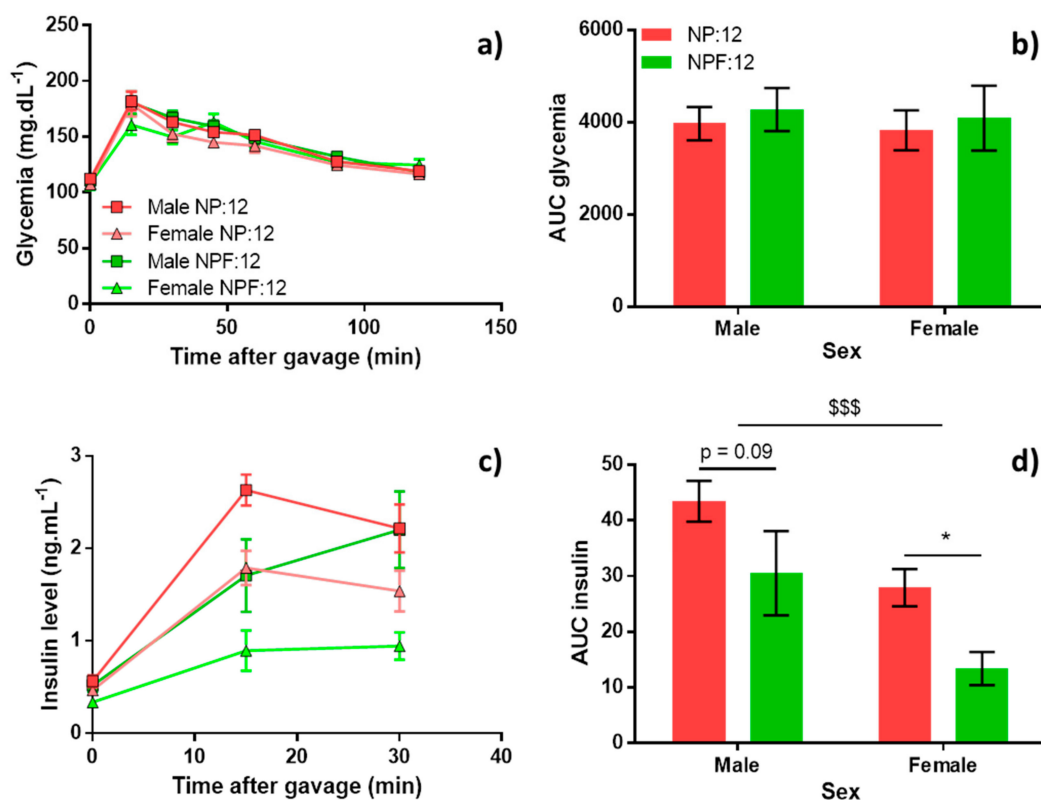 a)
Glycemia (mg.dL⁻¹)
250
200
150
100
50
0
Male NP:12
Female NP:12
Male NPF:12
Female NPF:12
0
50
100
150
Time after gavage (min)
b)
AUC glycemia
6000
4000
2000
0
NP:12
NPF:12
Male
Female
Sex
c)
Insulin level (ng.mL⁻¹)
3
2
1
0
0
10
20
30
40
Time after gavage (min)
$$$
d)
p = 0.09
*
AUC insulin
50
40
30
20
10
0
Male
Female
Sex